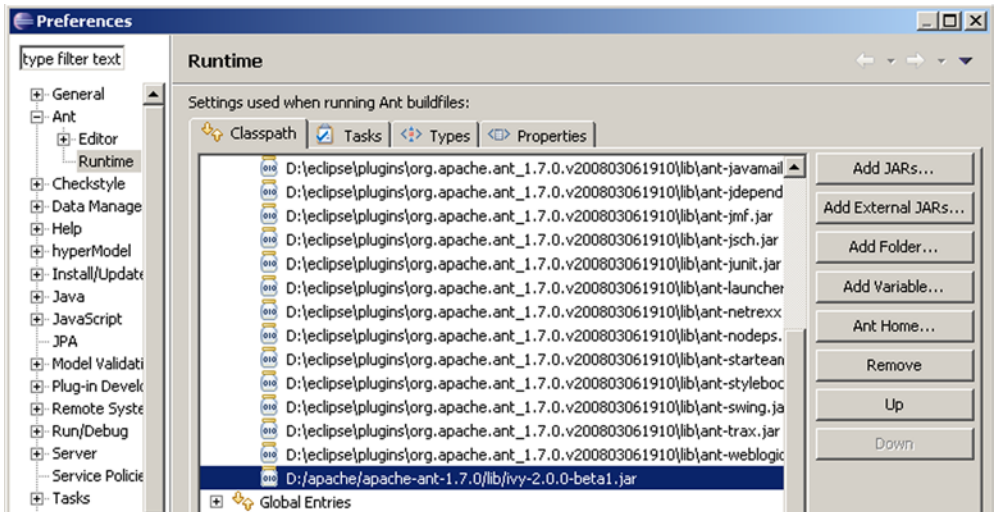 Preferences
type filter text
General
Ant
Editor
Runtime
Checkstyle
Data Manage
Help
hyperModel
Install/Update
Java
JavaScript
JPA
Model Validati
Plug-in Develo
Remote Syste
Run/Debug
Server
Service Policie
Tasks
Runtime
Settings used when running Ant buildfiles:
Classpath Tasks Types Properties
D:\eclipse\plugins\org.apache.ant_1.7.0.v200803061910\lib\ant-javamail
D:\eclipse\plugins\org.apache.ant_1.7.0.v200803061910\lib\ant-jdepend
D:\eclipse\plugins\org.apache.ant_1.7.0.v200803061910\lib\ant-jmf.jar
D:\eclipse\plugins\org.apache.ant_1.7.0.v200803061910\lib\ant-jsch.jar
D:\eclipse\plugins\org.apache.ant_1.7.0.v200803061910\lib\ant-junit.jar
D:\eclipse\plugins\org.apache.ant_1.7.0.v200803061910\lib\ant-launcher
D:\eclipse\plugins\org.apache.ant_1.7.0.v200803061910\lib\ant-netrexx
D:\eclipse\plugins\org.apache.ant_1.7.0.v200803061910\lib\ant-nodeps.
D:\eclipse\plugins\org.apache.ant_1.7.0.v200803061910\lib\ant-starteam
D:\eclipse\plugins\org.apache.ant_1.7.0.v200803061910\lib\ant-styleboo
D:\eclipse\plugins\org.apache.ant_1.7.0.v200803061910\lib\ant-swing.ja
D:\eclipse\plugins\org.apache.ant_1.7.0.v200803061910\lib\ant-trax.jar
D:\eclipse\plugins\org.apache.ant_1.7.0.v200803061910\lib\ant-weblogic
D:/apache/apache-ant-1.7.0/lib/ivy-2.0.0-beta1.jar
Global Entries
Add JARs...
Add External JARs...
Add Folder...
Add Variable...
Ant Home...
Remove
Up
Down